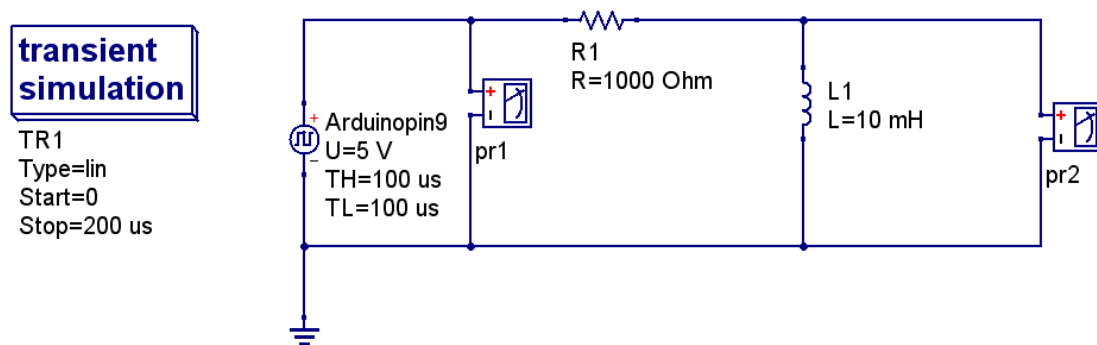 transient
simulation
TR1
Type=lin
Start=0
Stop=200 us
+
Arduinopin9
U=5 V
TH=100 us
TL=100 us
+
pr1
R1
R=1000 Ohm
L1
L=10 mH
+
pr2